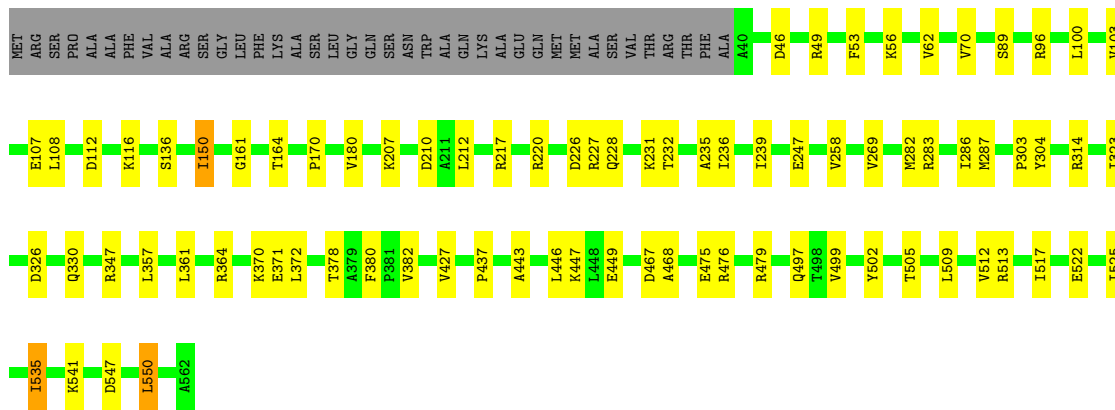 MET ARG SER PRO ALA ALA PHE VAL ALA ARG SER GLY LEU PHE LYS ALA SER LEU GLY GLN SER ASN TRP ALA GLN LYS ALA GLU GLN MET MET ALA SER VAL THR ARG THR PHE ALA A40 D46 R49 F53 K56 V62 V70 S89 R96 L100
E107 L108 D112 K116 S136 I150 G161 T164 P170 V180 K207 D210 A211 L212 R217 R220 D226 R227 Q228 K231 T232 A235 I236 I239 E247 V258 V269 M282 R283 I286 M287 P303 Y304 R314
D326 Q330 R347 L357 L361 R364 K370 E371 L372 T378 A379 F380 P381 V382 V427 P437 A443 L446 K447 L448 E449 D467 A468 E475 R476 R479 Q497 T498 V499 Y502 T505 L509 V512 R513 I517 E522
I535 K541 D547 L550 A562